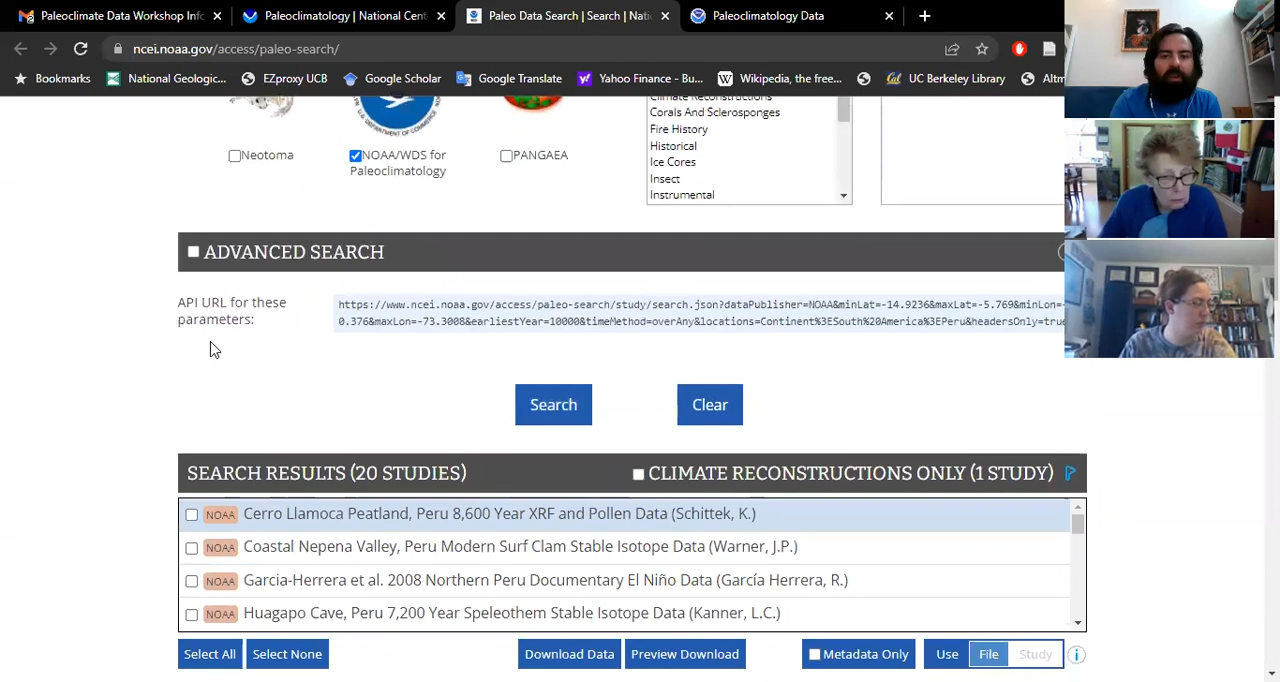 Paleoclimate Data Workshop Info
Paleoclimatology | National Cent
Paleo Data Search | Search | Nati
Paleoclimatology Data
ncei.noaa.gov/access/paleo-search/
Bookmarks
National Geologic...
EZproxy UCB
Google Scholar
Google Translate
Yahoo Finance - Bu...
Wikipedia, the free...
UC Berkeley Library
Altm
Neotoma
NOAA/WDS for
Paleoclimatology
PANGAEA
Climate Reconstructions
Corals And Sclerosponges
Fire History
Historical
Ice Cores
Insect
Instrumental
ADVANCED SEARCH
API URL for these
parameters:
https://www.ncei.noaa.gov/access/paleo-search/study/search.json?dataPublisher=NOAA&minLat=-14.9236&maxLat=-5.769&minLon=-
0.376&maxLon=-73.3008&earliestYear=10000&timeMethod=overAny&locations=Continent%3ESouth%20America%3EPeru&headersOnly=true
Search
Clear
SEARCH RESULTS (20 STUDIES)
CLIMATE RECONSTRUCTIONS ONLY (1 STUDY)
NOAA Cerro Llamoca Peatland, Peru 8,600 Year XRF and Pollen Data (Schittek, K.)
NOAA Coastal Nepena Valley, Peru Modern Surf Clam Stable Isotope Data (Warner, J.P.)
NOAA Garcia-Herrera et al. 2008 Northern Peru Documentary El Niño Data (García Herrera, R.)
NOAA Huagapo Cave, Peru 7,200 Year Speleothem Stable Isotope Data (Kanner, L.C.)
Select All
Select None
Download Data
Preview Download
Metadata Only
Use
File
Study